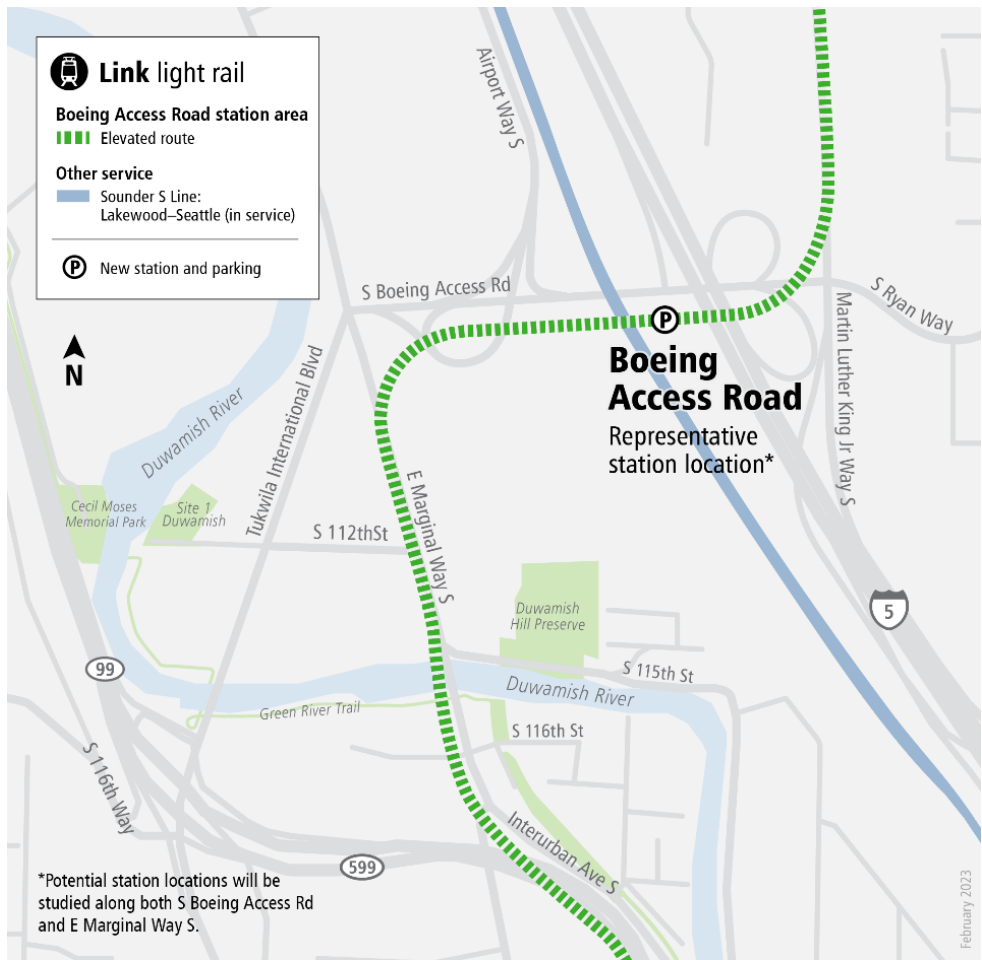 Link light rail
Boeing Access Road station area
Elevated route
Other service
Sounder S Line:
Lakewood–Seattle (in service)
P
New station and parking
N
Airport Way S
S Boeing Access Rd
S Ryan Way
P
Boeing
Access Road
Representative
station location*
Martin Luther King Jr Way S
Duwamish River
Tukwila International Blvd
E Marginal Way S
Cecil Moses
Memorial Park
Site 1
Duwamish
S 112thSt
Duwamish
Hill Preserve
5
S 115th St
Duwamish River
99
Green River Trail
S 116th St
S 116th Way
Interurban Ave S
599
*Potential station locations will be
studied along both S Boeing Access Rd
and E Marginal Way S.
February 2023